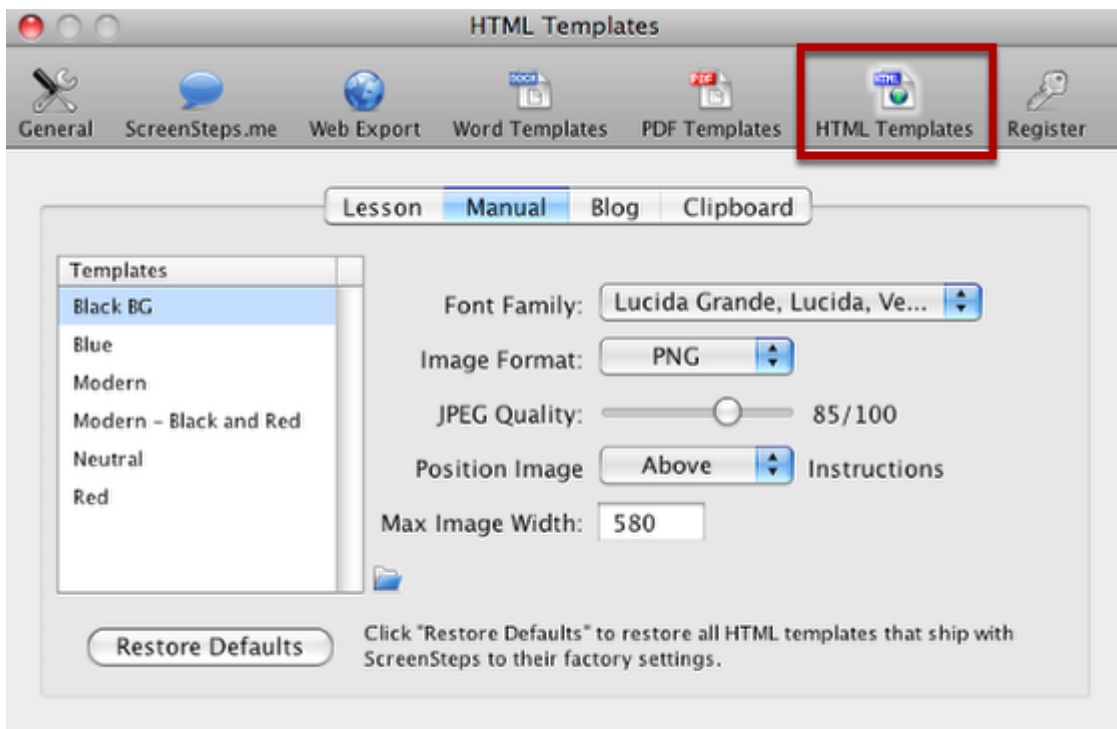 HTML Templates
General ScreenSteps.me Web Export Word Templates PDF Templates HTML Templates Register
Lesson Manual Blog Clipboard
Templates
Black BG
Blue
Modern
Modern – Black and Red
Neutral
Red
Font Family: Lucida Grande, Lucida, Ve...
Image Format: PNG
JPEG Quality: 85/100
Position Image Above Instructions
Max Image Width: 580
Restore Defaults
Click "Restore Defaults" to restore all HTML templates that ship with
ScreenSteps to their factory settings.